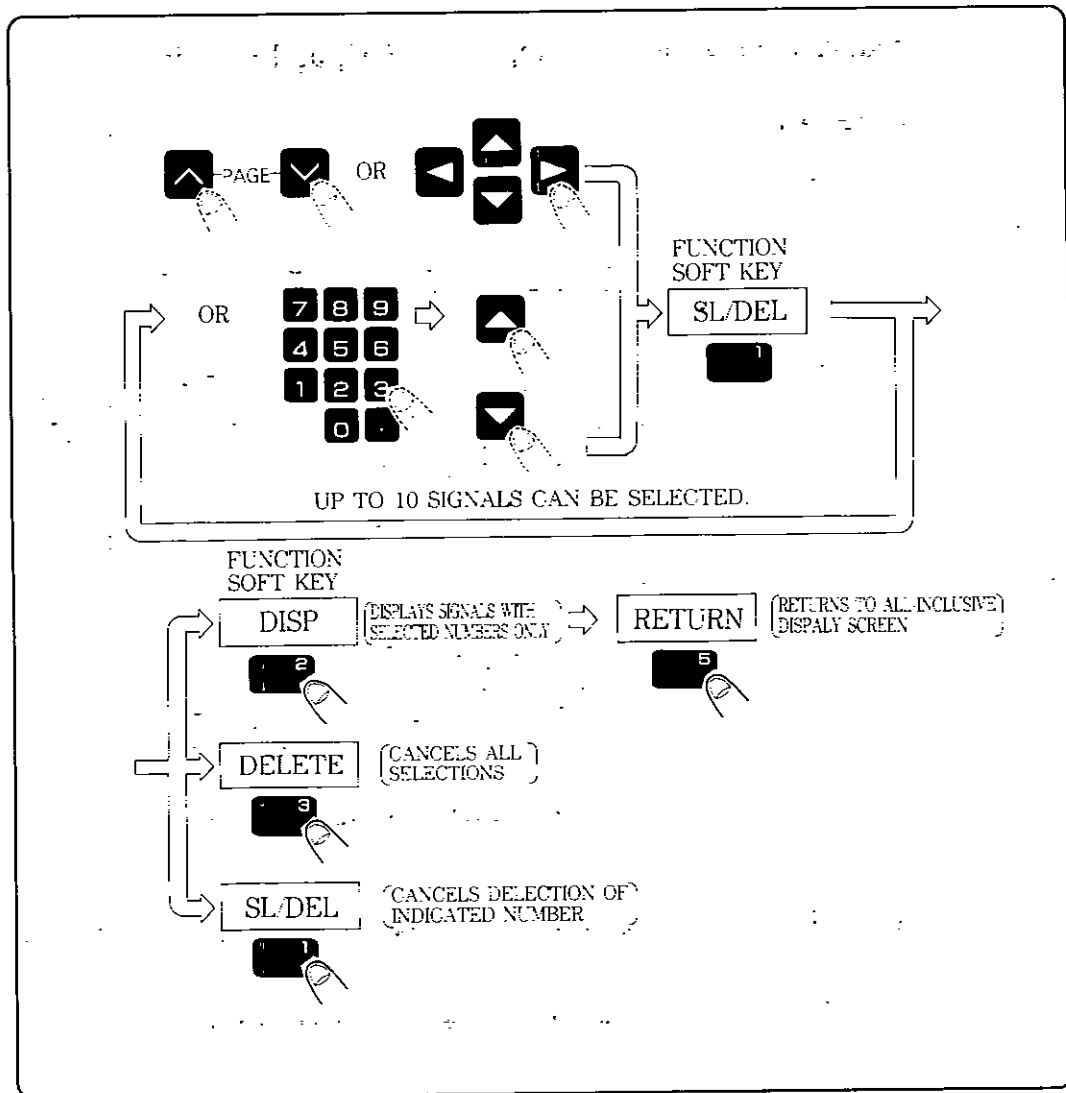 PAGE OR
FUNCTION
SOFT KEY
OR 7 8 9 SL/DEL
4 5 6 1
1 2 3
0 .
UP TO 10 SIGNALS CAN BE SELECTED.
FUNCTION
SOFT KEY
DISP
DISPLAYS SIGNALS WITH
SELECTED NUMBERS ONLY
RETURN
RETURNS TO ALL-INCLUSIVE
DISPALY SCREEN
2
5
DELETE
CANCELS ALL
SELECTIONS
3
SL/DEL
CANCELS DELECTION OF
INDICATED NUMBER
1